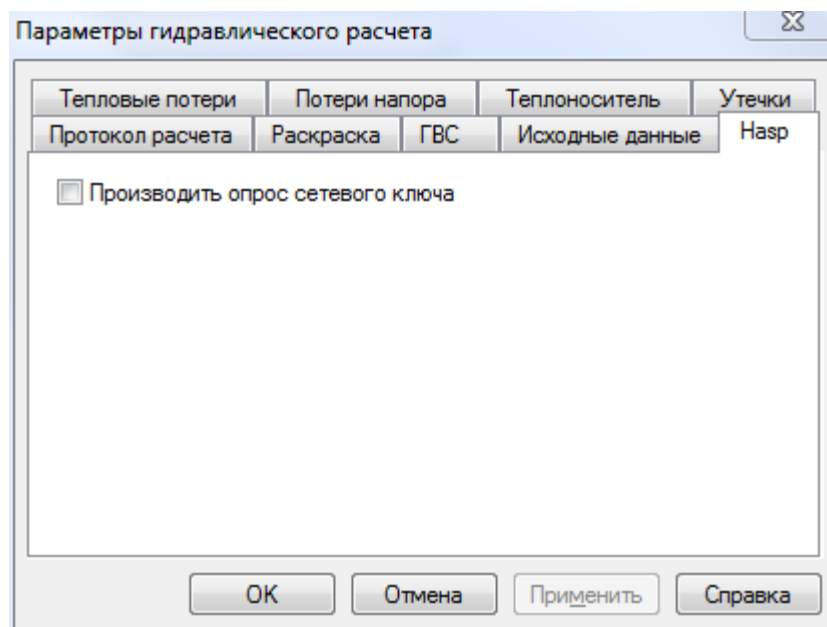 Параметры гидравлического расчета
Тепловые потери Потери напора Теплоноситель Утечки
Протокол расчета Раскраска ГВС Исходные данные Hasp
Производить опрос сетевого ключа
OK Отмена Применить Справка